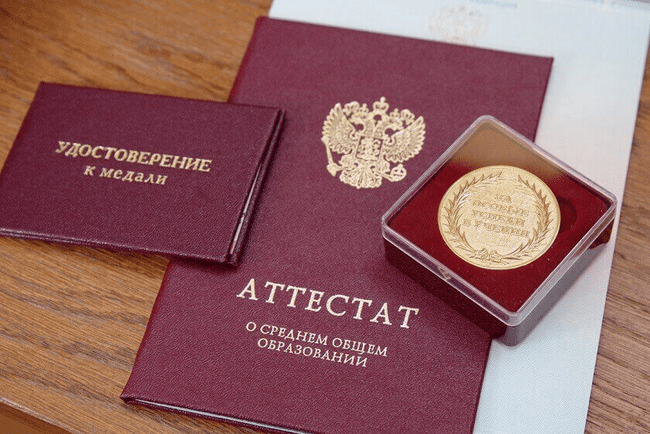 УДОСТОВЕРЕНИЕ
к медали
АТТЕСТАТ
О СРЕДНЕМ ОБЩЕМ
ОБРАЗОВАНИИ
ЗА
ОСОБЫЕ
УСПЕХИ
В УЧЕНИИ